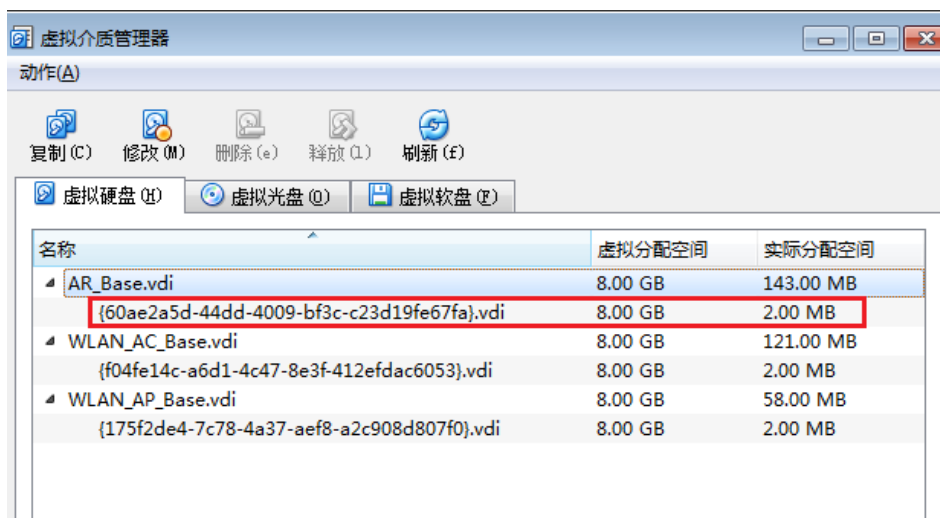 虚拟介质管理器
动作(A)
复制(C) 修改(M) 删除(e) 释放(l) 刷新(f)
虚拟硬盘(H) 虚拟光盘(O) 虚拟软盘(F)
名称 虚拟分配空间 实际分配空间
AR_Base.vdi 8.00 GB 143.00 MB
{60ae2a5d-44dd-4009-bf3c-c23d19fe67fa}.vdi 8.00 GB 2.00 MB
WLAN_AC_Base.vdi 8.00 GB 121.00 MB
{f04fe14c-a6d1-4c47-8e3f-412efdac6053}.vdi 8.00 GB 2.00 MB
WLAN_AP_Base.vdi 8.00 GB 58.00 MB
{175f2de4-7c78-4a37-aef8-a2c908d807f0}.vdi 8.00 GB 2.00 MB